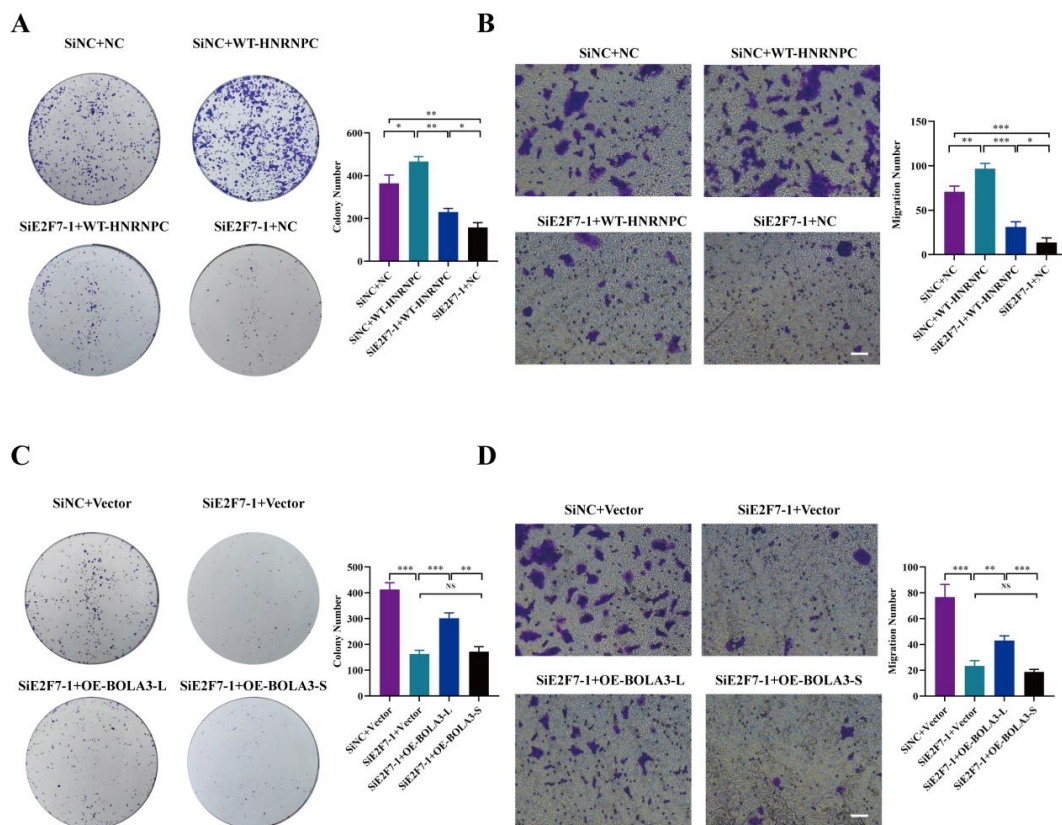 A
SiNC+NC
SiNC+WT-HNRNPC
SiE2F7-1+WT-HNRNPC
SiE2F7-1+NC
Colony Number
600
400
200
0
**
* ** *
SiNC+NC
SiNC+WT-HNRNPC
SiE2F7-1+WT-HNRNPC
SiE2F7-1+NC
B
SiNC+NC
SiNC+WT-HNRNPC
SiE2F7-1+WT-HNRNPC
SiE2F7-1+NC
Migration Number
150
100
50
0
***
** *** *
SiNC+NC
SiNC+WT-HNRNPC
SiE2F7-1+WT-HNRNPC
SiE2F7-1+NC
C
SiNC+Vector
SiE2F7-1+Vector
SiE2F7-1+OE-BOLA3-L
SiE2F7-1+OE-BOLA3-S
Colony Number
500
400
300
200
100
0
*** *** **
NS
SiNC+Vector
SiE2F7-1+Vector
SiE2F7-1+OE-BOLA3-L
SiE2F7-1+OE-BOLA3-S
D
SiNC+Vector
SiE2F7-1+Vector
SiE2F7-1+OE-BOLA3-L
SiE2F7-1+OE-BOLA3-S
Migration Number
100
80
60
40
20
0
*** ** ***
NS
SiNC+Vector
SiE2F7-1+Vector
SiE2F7-1+OE-BOLA3-L
SiE2F7-1+OE-BOLA3-S